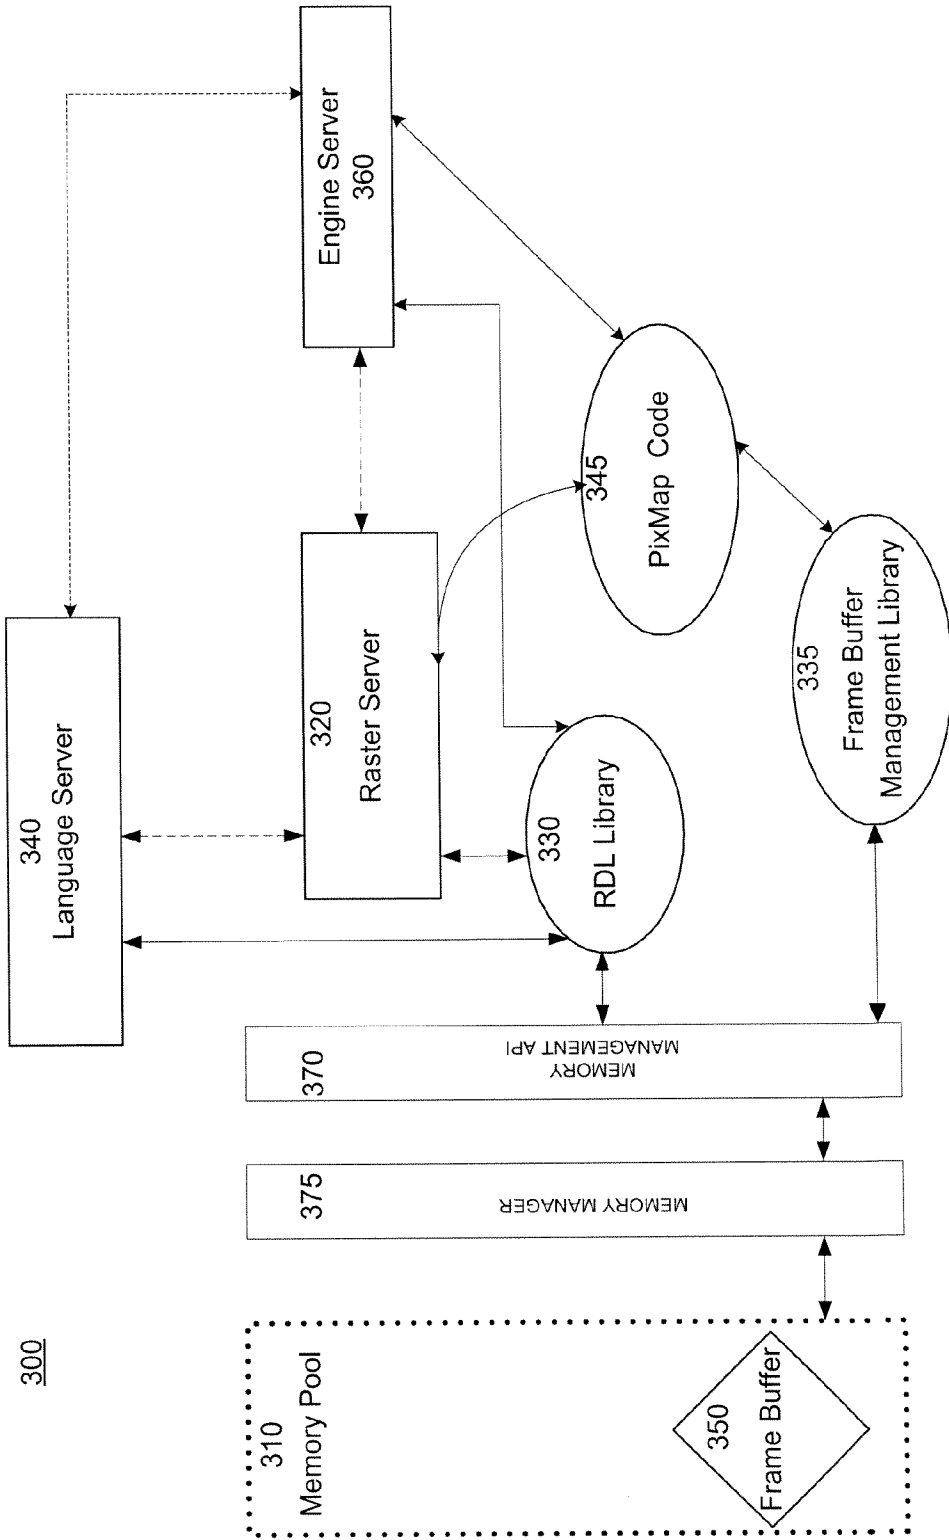 300
340
Language Server
Engine Server
360
320
Raster Server
330
RDL Library
345
PixMap Code
335
Frame Buffer
Management Library
370
MEMORY
MANAGEMENT API
375
MEMORY MANAGER
310
Memory Pool
350
Frame Buffer